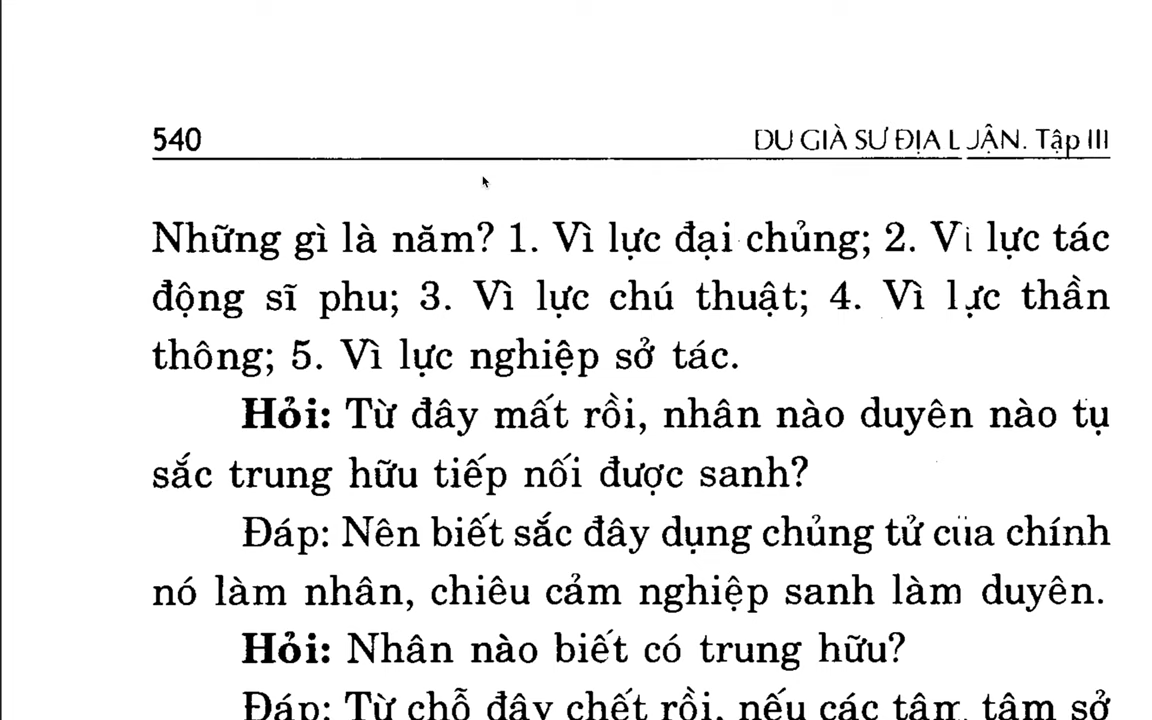 540 DU GIÀ SƯ ĐỊA LUẬN. Tập III
Những gì là năm? 1. Vì lực đại chủng; 2. Vì lực tác
động sĩ phu; 3. Vì lực chú thuật; 4. Vì lực thần
thông; 5. Vì lực nghiệp sở tác.
Hỏi: Từ đây mất rồi, nhân nào duyên nào tụ
sắc trung hữu tiếp nối được sanh?
Đáp: Nên biết sắc đây dụng chủng tử của chính
nó làm nhân, chiêu cảm nghiệp sanh làm duyên.
Hỏi: Nhân nào biết có trung hữu?
Đáp: Từ chỗ đây chết rồi, nếu các tâm, tâm sở